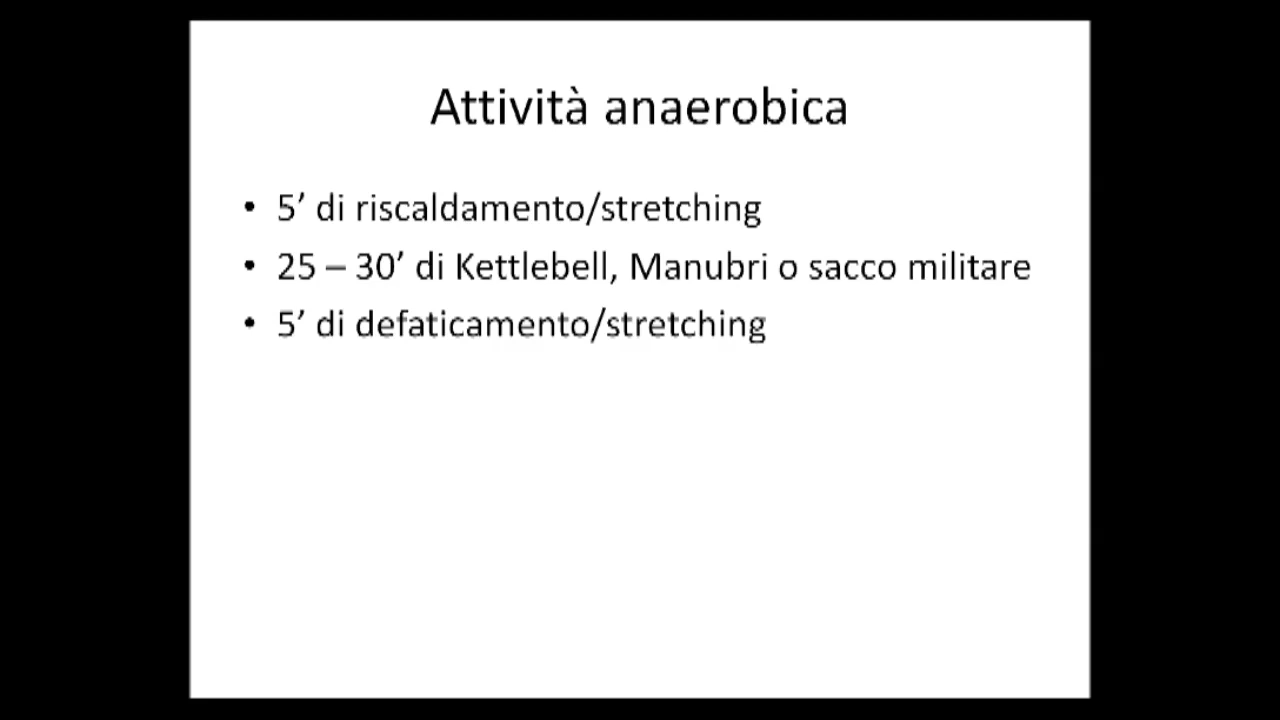 Attività anaerobica
• 5’ di riscaldamento/stretching
• 25 – 30’ di Kettlebell, Manubri o sacco militare
• 5’ di defaticamento/stretching